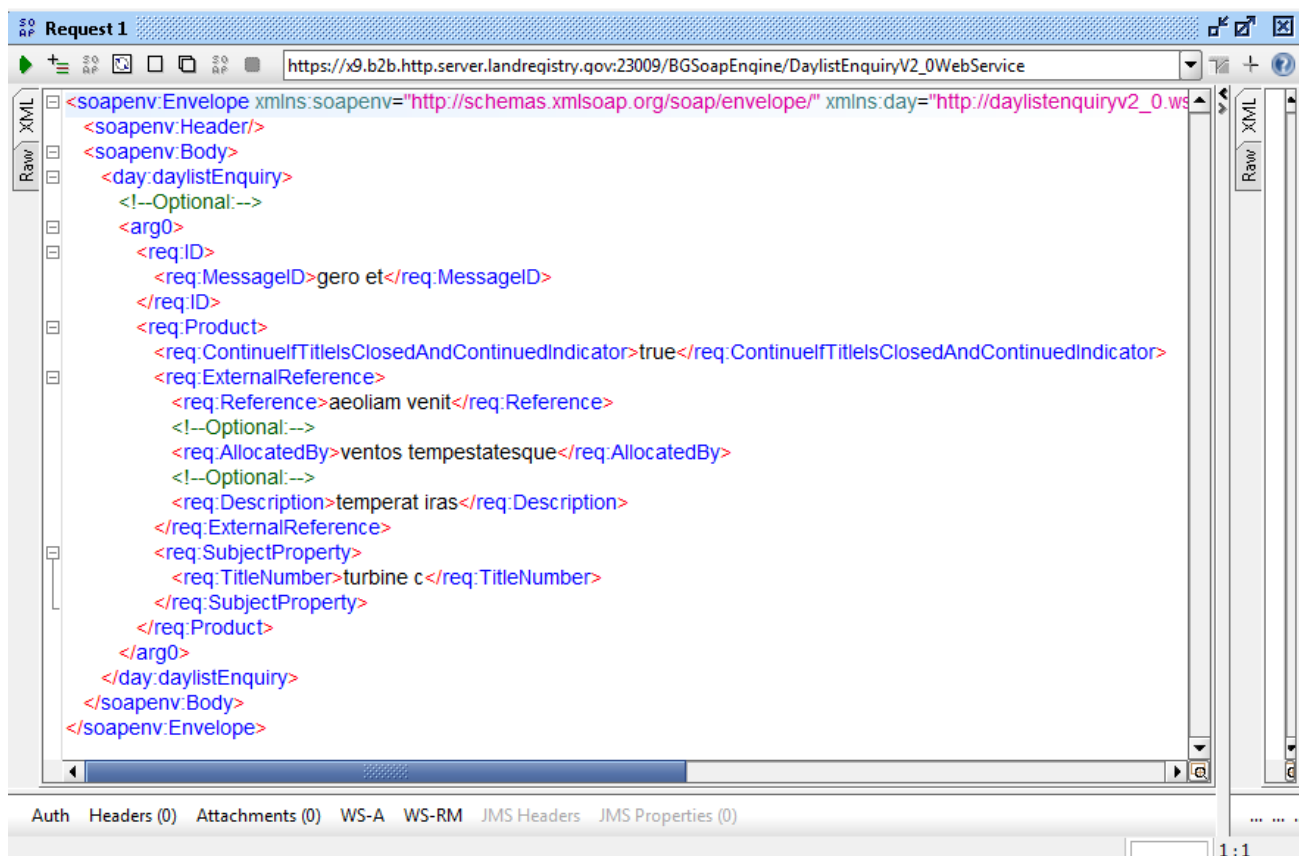 SOAP Request 1
https://x9.b2b.http.server.landregistry.gov:23009/BGSoapEngine/DaylistEnquiryV2_0WebService
XML
Raw
<soapenv:Envelope xmlns:soapenv="http://schemas.xmlsoap.org/soap/envelope/" xmlns:day="http://daylistenquiryv2_0.ws
<soapenv:Header/>
<soapenv:Body>
<day:daylistEnquiry>
<!--Optional:-->
<arg0>
<req:ID>
<req:MessageID>gero et</req:MessageID>
</req:ID>
<req:Product>
<req:ContinueIfTitleIsClosedAndContinuedIndicator>true</req:ContinueIfTitleIsClosedAndContinuedIndicator>
<req:ExternalReference>
<req:Reference>aeoliam venit</req:Reference>
<!--Optional:-->
<req:AllocatedBy>ventos tempestatesque</req:AllocatedBy>
<!--Optional:-->
<req:Description>temperat iras</req:Description>
</req:ExternalReference>
<req:SubjectProperty>
<req:TitleNumber>turbine c</req:TitleNumber>
</req:SubjectProperty>
</req:Product>
</arg0>
</day:daylistEnquiry>
</soapenv:Body>
</soapenv:Envelope>
XML
Raw
Auth Headers (0) Attachments (0) WS-A WS-RM JMS Headers JMS Properties (0)
... ... .
1:1